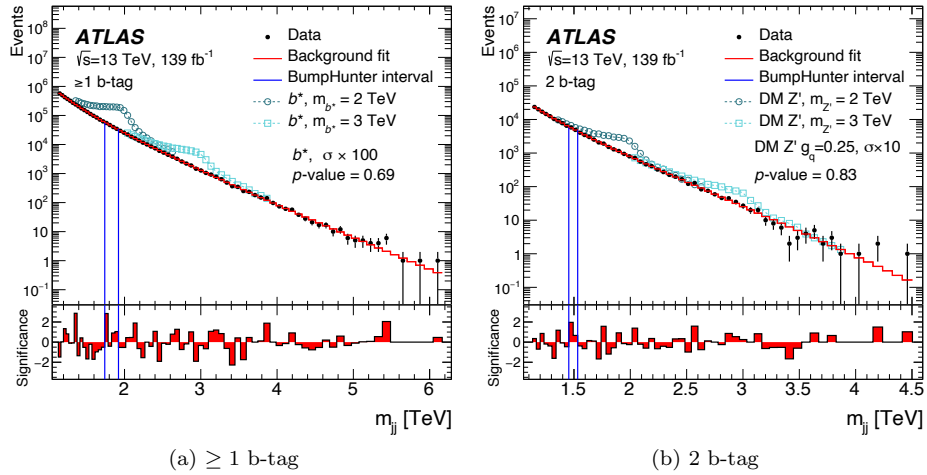 Events
10⁸
10⁷
10⁶
10⁵
10⁴
10³
10²
10
1
10⁻¹
ATLAS
√s=13 TeV, 139 fb⁻¹
≥1 b-tag
Data
Background fit
BumpHunter interval
b*, m_b* = 2 TeV
b*, m_b* = 3 TeV
b*, σ × 100
p-value = 0.69
Significance
2
0
−2
2 3 4 5 6
m_jj [TeV]
(a) ≥ 1 b-tag
Events
10⁷
10⁶
10⁵
10⁴
10³
10²
10
1
10⁻¹
ATLAS
√s=13 TeV, 139 fb⁻¹
2 b-tag
Data
Background fit
BumpHunter interval
DM Z', m_Z' = 2 TeV
DM Z', m_Z' = 3 TeV
DM Z' g_q=0.25, σ×10
p-value = 0.83
Significance
2
0
−2
1.5 2 2.5 3 3.5 4 4.5
m_jj [TeV]
(b) 2 b-tag